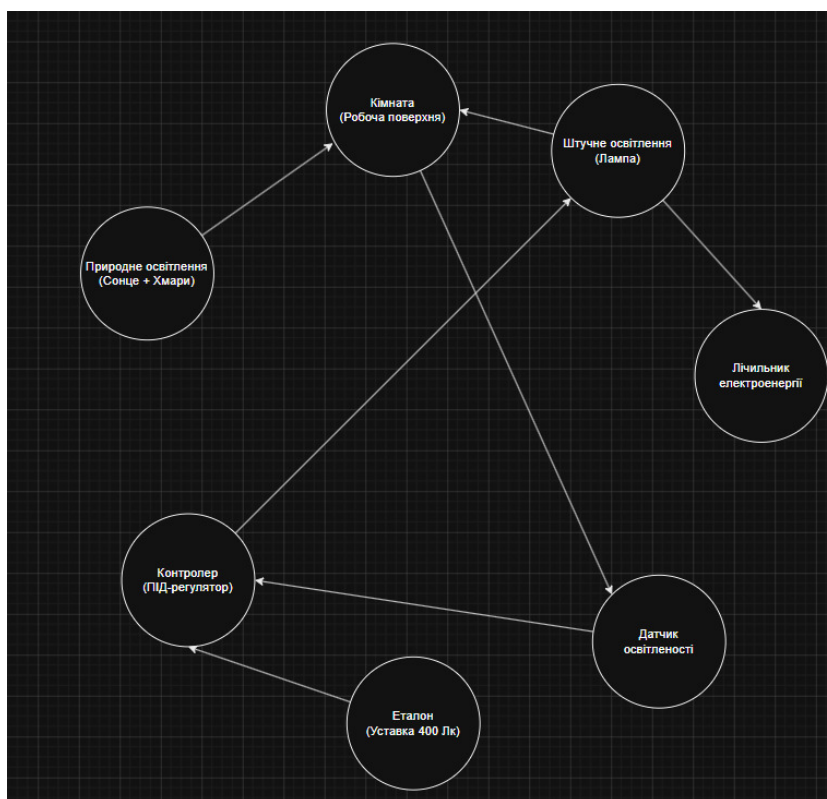 Кімната
(Робоча поверхня)
Штучне освітлення
(Лампа)
Природне освітлення
(Сонце + Хмари)
Лічильник
електроенергії
Контролер
(ПІД-регулятор)
Датчик
освітленості
Еталон
(Уставка 400 Лк)